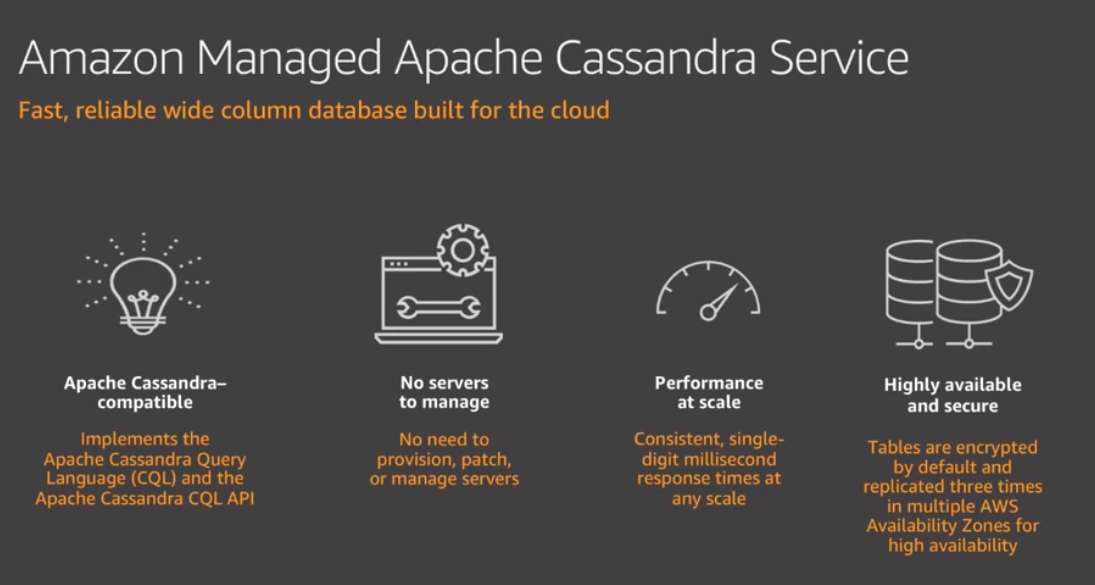 Amazon Managed Apache Cassandra Service
Fast, reliable wide column database built for the cloud
Apache Cassandra–
compatible
Implements the
Apache Cassandra Query
Language (CQL) and the
Apache Cassandra CQL API
No servers
to manage
No need to
provision, patch,
or manage servers
Performance
at scale
Consistent, single-
digit millisecond
response times at
any scale
Highly available
and secure
Tables are encrypted
by default and
replicated three times
in multiple AWS
Availability Zones for
high availability